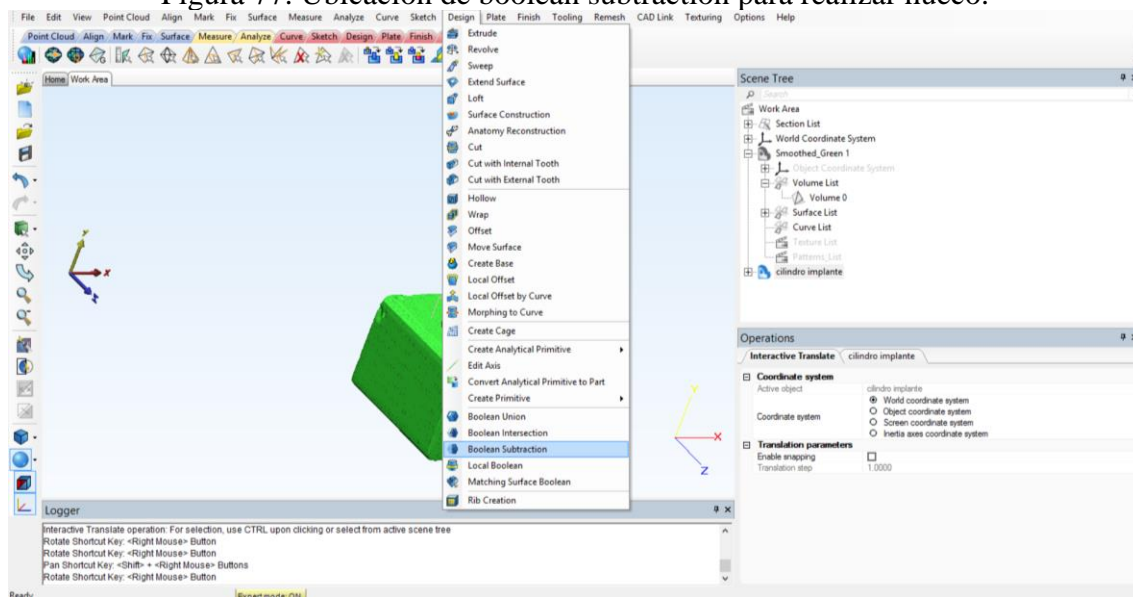 Figura 77. Ubicación de boolean subtraction para realizar hueco.
File Edit View Point Cloud Align Mark Fix Surface Measure Analyze Curve Sketch Design Plate Finish Tooling Remesh CAD Link Texturing Options Help
Point Cloud Align Mark Fix Surface Measure Analyze Curve Sketch Design Plate Finish
Home Work Area
Extrude
Revolve
Sweep
Extend Surface
Loft
Surface Construction
Anatomy Reconstruction
Cut
Cut with Internal Tooth
Cut with External Tooth
Hollow
Wrap
Offset
Move Surface
Create Base
Local Offset
Local Offset by Curve
Morphing to Curve
Create Cage
Create Analytical Primitive
Edit Axis
Convert Analytical Primitive to Part
Create Primitive
Boolean Union
Boolean Intersection
Boolean Subtraction
Local Boolean
Matching Surface Boolean
Rib Creation
Y
X
Z
Y
X
Z
Scene Tree
Search
Work Area
Section List
World Coordinate System
Smoothed_Green 1
Object Coordinate System
Volume List
Volume 0
Surface List
Curve List
Texture List
Patterns_List
cilindro implante
Operations
Interactive Translate cilindro implante
Coordinate system
Active object cilindro implante
Coordinate system
World coordinate system
Object coordinate system
Screen coordinate system
Inertia axes coordinate system
Translation parameters
Enable snapping
Translation step 1.0000
Logger
Interactive Translate operation: For selection, use CTRL upon clicking or select from active scene tree
Rotate Shortcut Key: <Right Mouse> Button
Rotate Shortcut Key: <Right Mouse> Button
Pan Shortcut Key: <Shift> + <Right Mouse> Buttons
Rotate Shortcut Key: <Right Mouse> Button
Ready
Expert mode: ON